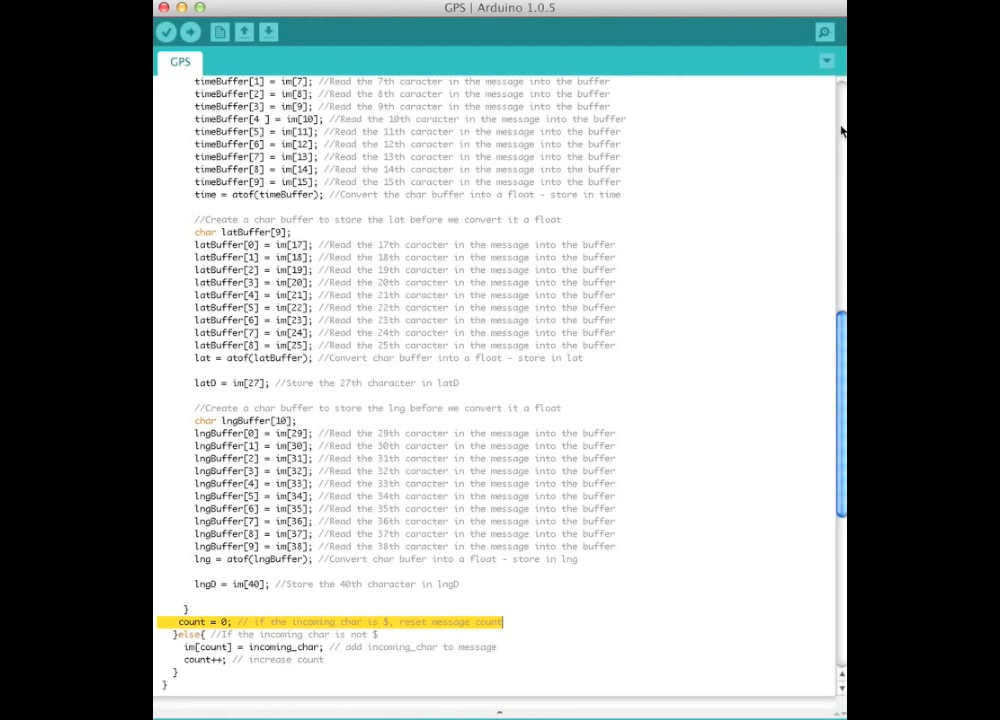 GPS | Arduino 1.0.5
GPS
timeBuffer[1] = im[7]; //Read the 7th caracter in the message into the buffer
timeBuffer[2] = im[8]; //Read the 8th caracter in the message into the buffer
timeBuffer[3] = im[9]; //Read the 9th caracter in the message into the buffer
timeBuffer[4 ] = im[10]; //Read the 10th caracter in the message into the buffer
timeBuffer[5] = im[11]; //Read the 11th caracter in the message into the buffer
timeBuffer[6] = im[12]; //Read the 12th caracter in the message into the buffer
timeBuffer[7] = im[13]; //Read the 13th caracter in the message into the buffer
timeBuffer[8] = im[14]; //Read the 14th caracter in the message into the buffer
timeBuffer[9] = im[15]; //Read the 15th caracter in the message into the buffer
time = atof(timeBuffer); //Convert the char buffer into a float - store in time
//Create a char buffer to store the lat before we convert it a float
char latBuffer[9];
latBuffer[0] = im[17]; //Read the 17th caracter in the message into the buffer
latBuffer[1] = im[18]; //Read the 18th caracter in the message into the buffer
latBuffer[2] = im[19]; //Read the 19th caracter in the message into the buffer
latBuffer[3] = im[20]; //Read the 20th caracter in the message into the buffer
latBuffer[4] = im[21]; //Read the 21th caracter in the message into the buffer
latBuffer[5] = im[22]; //Read the 22th caracter in the message into the buffer
latBuffer[6] = im[23]; //Read the 23th caracter in the message into the buffer
latBuffer[7] = im[24]; //Read the 24th caracter in the message into the buffer
latBuffer[8] = im[25]; //Read the 25th caracter in the message into the buffer
lat = atof(latBuffer); //Convert char buffer into a float - store in lat
latD = im[27]; //Store the 27th character in latD
//Create a char buffer to store the lng before we convert it a float
char lngBuffer[10];
lngBuffer[0] = im[29]; //Read the 29th caracter in the message into the buffer
lngBuffer[1] = im[30]; //Read the 30th caracter in the message into the buffer
lngBuffer[2] = im[31]; //Read the 31th caracter in the message into the buffer
lngBuffer[3] = im[32]; //Read the 32th caracter in the message into the buffer
lngBuffer[4] = im[33]; //Read the 33th caracter in the message into the buffer
lngBuffer[5] = im[34]; //Read the 34th caracter in the message into the buffer
lngBuffer[6] = im[35]; //Read the 35th caracter in the message into the buffer
lngBuffer[7] = im[36]; //Read the 36th caracter in the message into the buffer
lngBuffer[8] = im[37]; //Read the 37th caracter in the message into the buffer
lngBuffer[9] = im[38]; //Read the 38th caracter in the message into the buffer
lng = atof(lngBuffer); //Convert char bufer into a float - store in lng
lngD = im[40]; //Store the 40th character in lngD
}
count = 0; // if the incoming char is $, reset message count
}else{ //If the incoming char is not $
im[count] = incoming_char; // add incoming_char to message
count++; // increase count
}
}